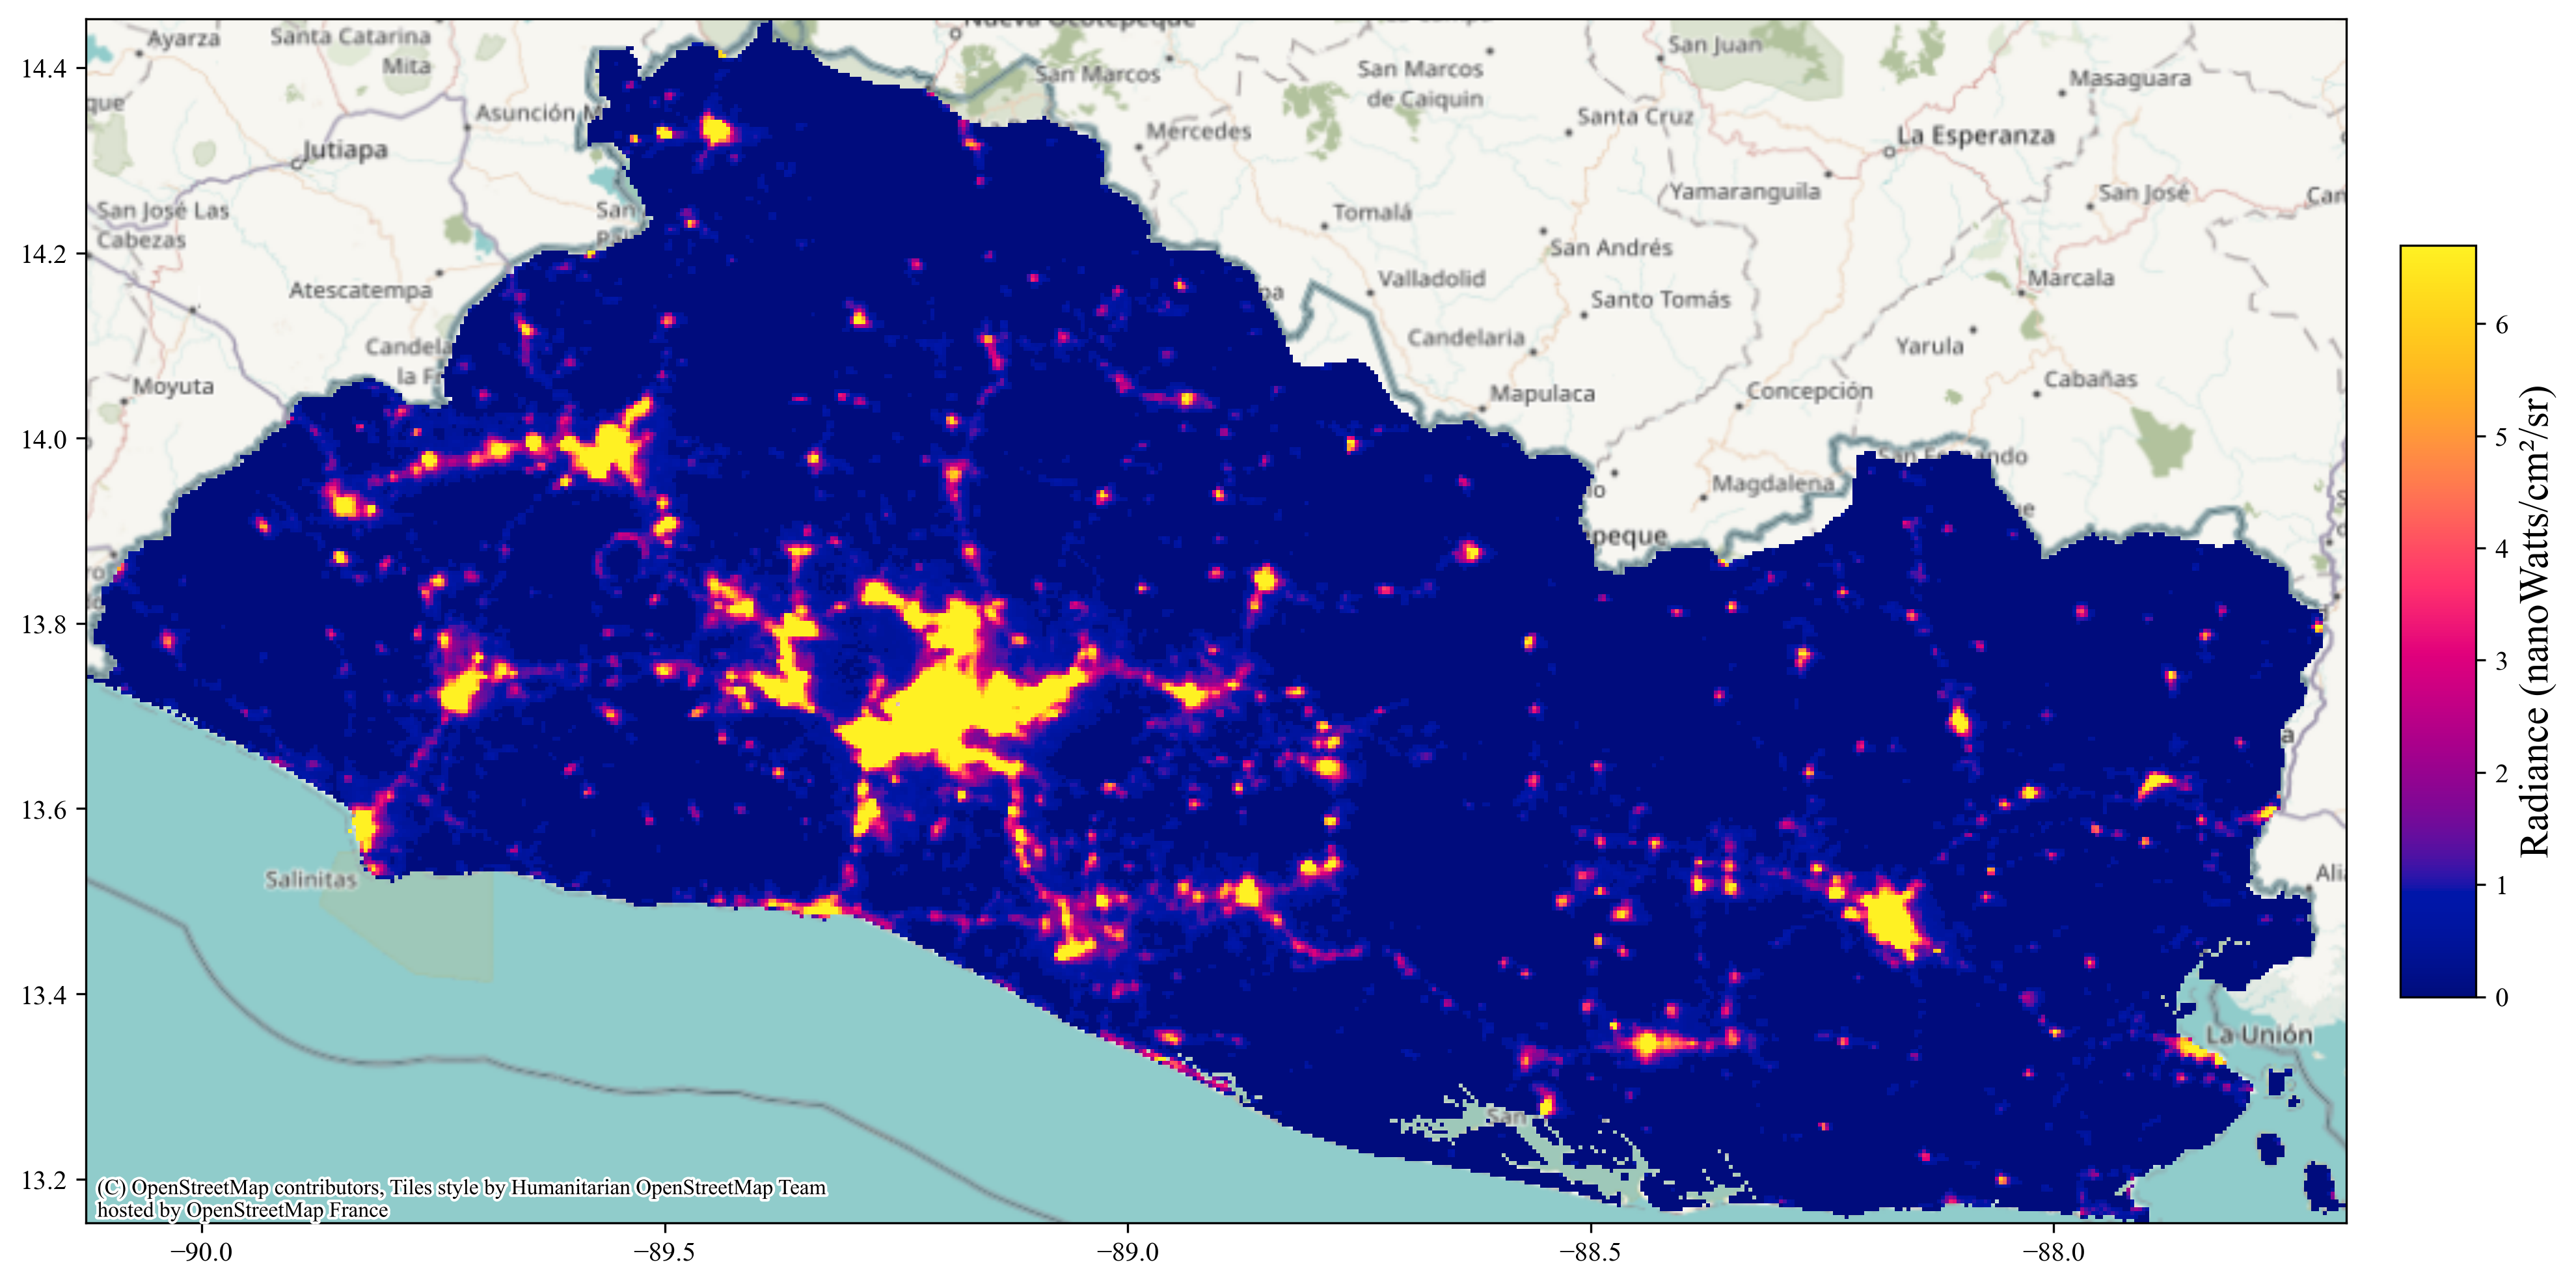 Nueva Ocotepeque
Ayarza
Santa Catarina
Mita
San Marcos
San Marcos
de Caiquin
San Juan
Masaguara
Asunción M
Jutiapa
Mercedes
Santa Cruz
La Esperanza
San José Las
Cabezas
San
Tomalá
Yamaranguila
San José
San Andrés
Atescatempa
Valladolid
Santo Tomás
Marcala
Candela
la F
Candelaria
Yarula
Moyuta
Mapulaca
Concepción
Cabañas
San Fernando
Magdalena
peque
Salinitas
La Unión
San
14.4
14.2
14.0
13.8
13.6
13.4
13.2
−90.0
−89.5
−89.0
−88.5
−88.0
(C) OpenStreetMap contributors, Tiles style by Humanitarian OpenStreetMap Team
hosted by OpenStreetMap France
6
5
4
3
2
1
0
Radiance (nanoWatts/cm²/sr)